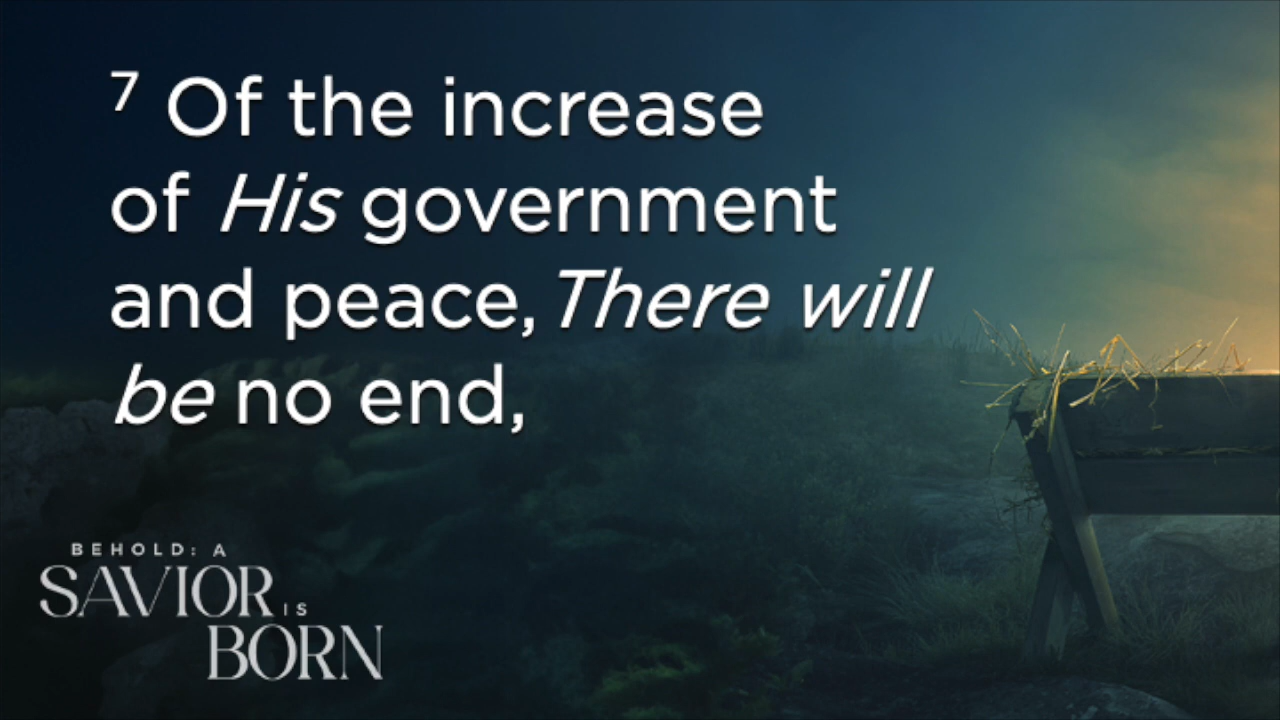 ⁷ Of the increase
of His government
and peace, There will
be no end,
BEHOLD: A
SAVIOR IS
BORN